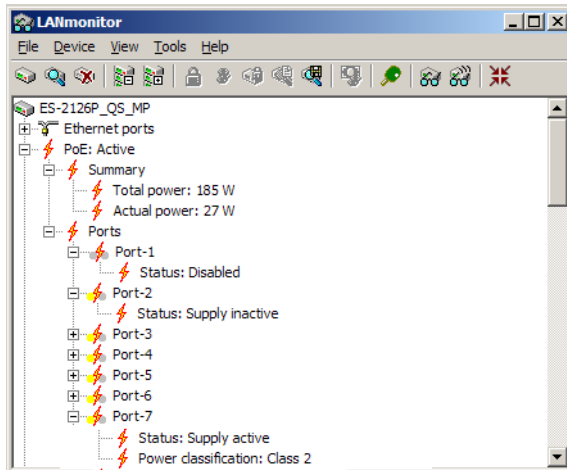 LANmonitor
File Device View Tools Help
ES-2126P_QS_MP
Ethernet ports
PoE: Active
Summary
Total power: 185 W
Actual power: 27 W
Ports
Port-1
Status: Disabled
Port-2
Status: Supply inactive
Port-3
Port-4
Port-5
Port-6
Port-7
Status: Supply active
Power classification: Class 2